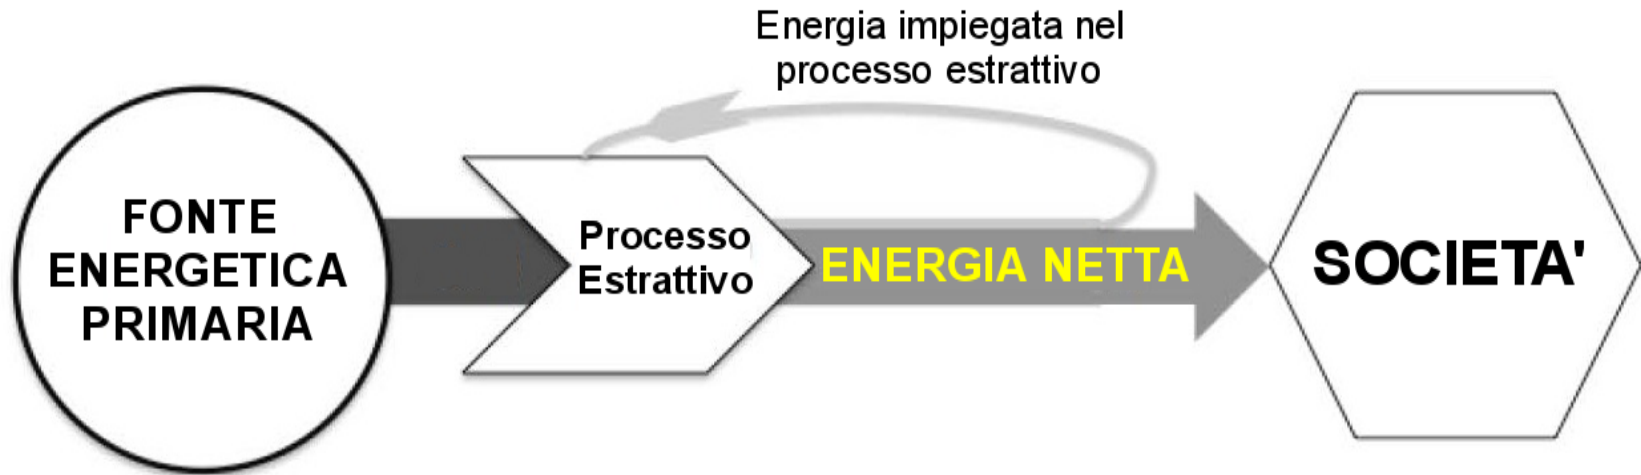 Energia impiegata nel
processo estrattivo
FONTE
ENERGETICA
PRIMARIA
Processo
Estrattivo
ENERGIA NETTA
SOCIETA'